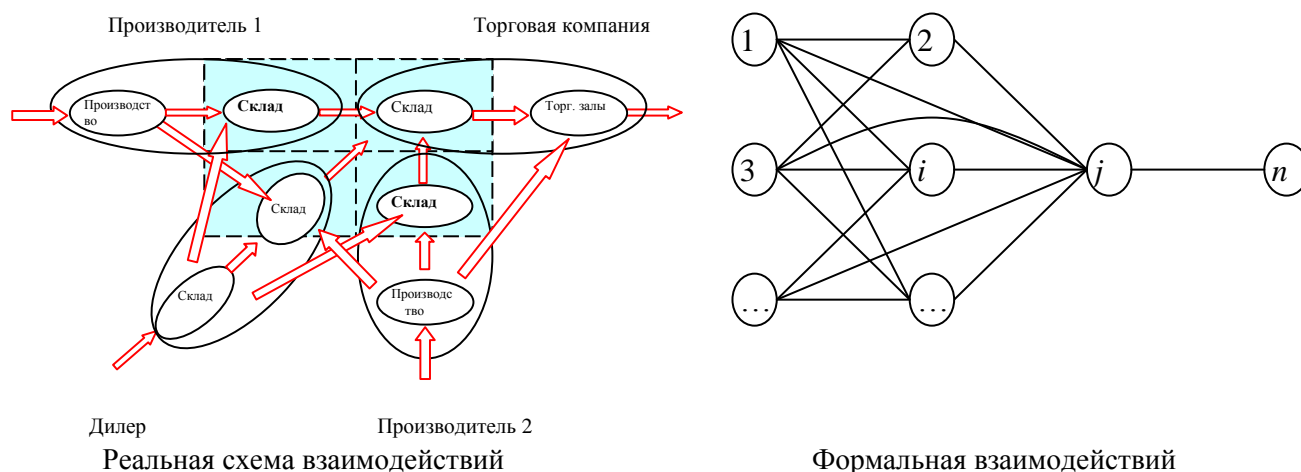 Производитель 1
Торговая компания
Производст
во
Склад
Склад
Торг. залы
Склад
Склад
Склад
Производс
тво
Дилер
Производитель 2
Реальная схема взаимодействий
1
2
3
i
j
n
...
...
Формальная взаимодействий